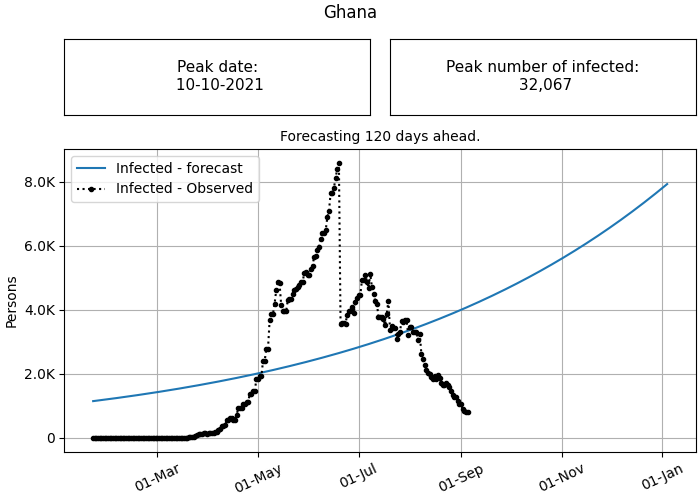 Ghana
Peak date:
10-10-2021
Peak number of infected:
32,067
Forecasting 120 days ahead.
Infected - forecast
Infected - Observed
8.0K
6.0K
4.0K
2.0K
0
Persons
01-Mar
01-May
01-Jul
01-Sep
01-Nov
01-Jan